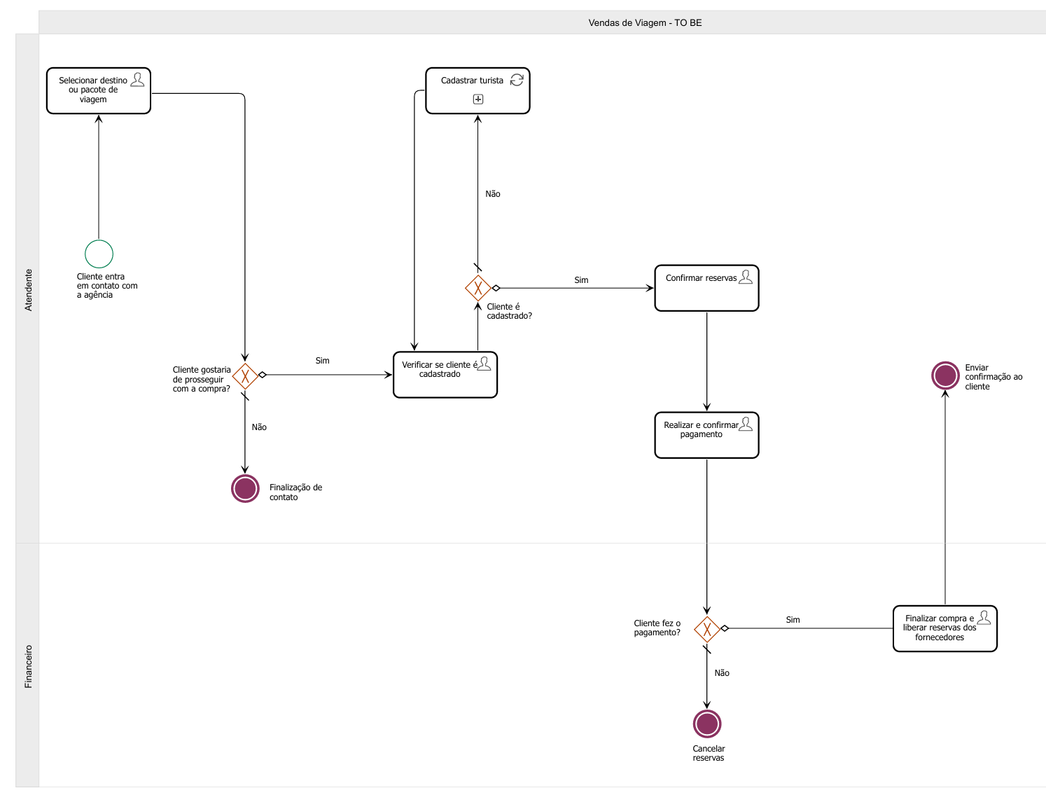 Vendas de Viagem - TO BE
Atendente
Selecionar destino
ou pacote de
viagem
Cliente entra
em contato com
a agência
Cliente gostaria
de prosseguir
com a compra?
Sim
Não
Finalização de
contato
Cadastrar turista
Não
Cliente é
cadastrado?
Sim
Verificar se cliente é
cadastrado
Confirmar reservas
Realizar e confirmar
pagamento
Enviar
confirmação ao
cliente
Financeiro
Cliente fez o
pagamento?
Sim
Não
Cancelar
reservas
Finalizar compra e
liberar reservas dos
fornecedores